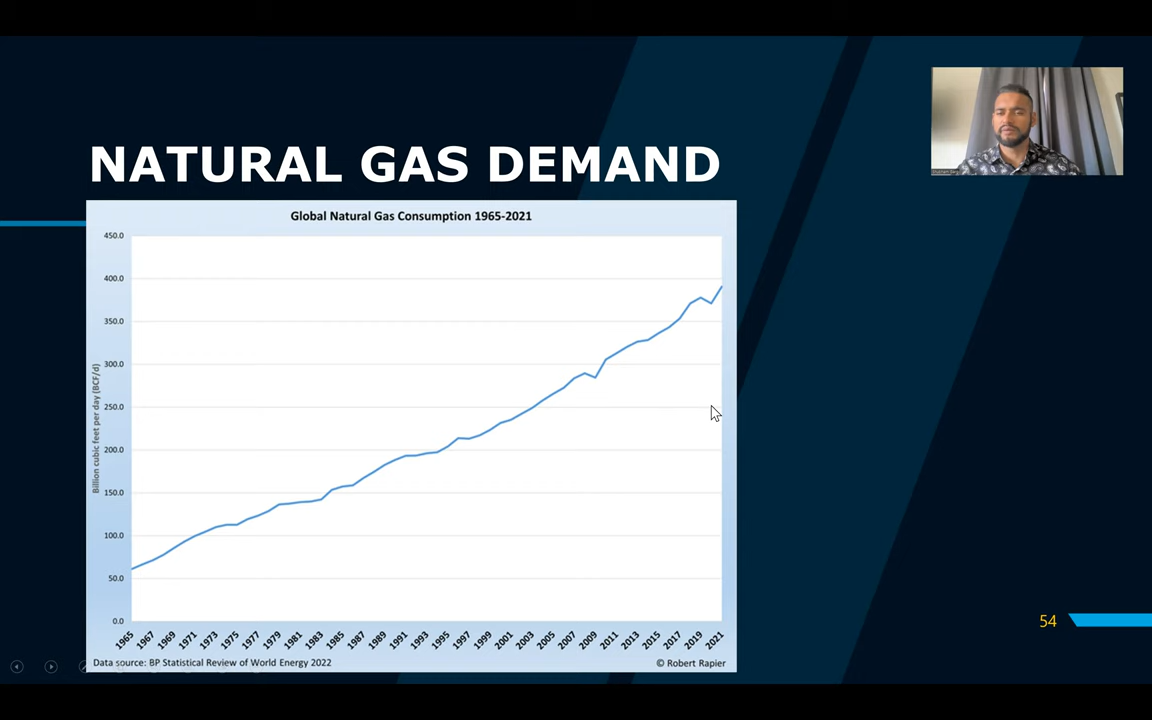 NATURAL GAS DEMAND
Global Natural Gas Consumption 1965-2021
450.0
400.0
350.0
300.0
250.0
200.0
150.0
100.0
50.0
0.0
Billion cubic feet per day (BCF/d)
1965 1967 1969 1971 1973 1975 1977 1979 1981 1983 1985 1987 1989 1991 1993 1995 1997 1999 2001 2003 2005 2007 2009 2011 2013 2015 2017 2019 2021
Data source: BP Statistical Review of World Energy 2022
© Robert Rapier
54